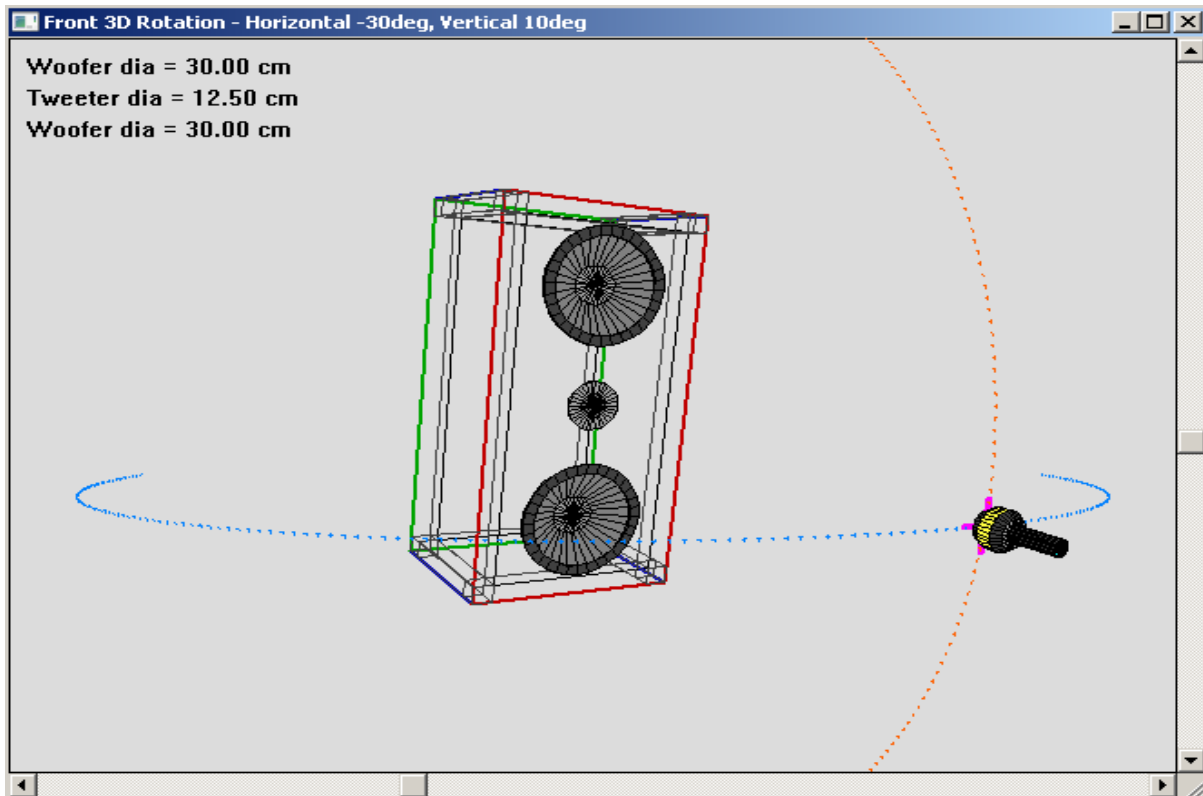 Front 3D Rotation - Horizontal -30deg, Vertical 10deg
Woofer dia = 30.00 cm
Tweeter dia = 12.50 cm
Woofer dia = 30.00 cm